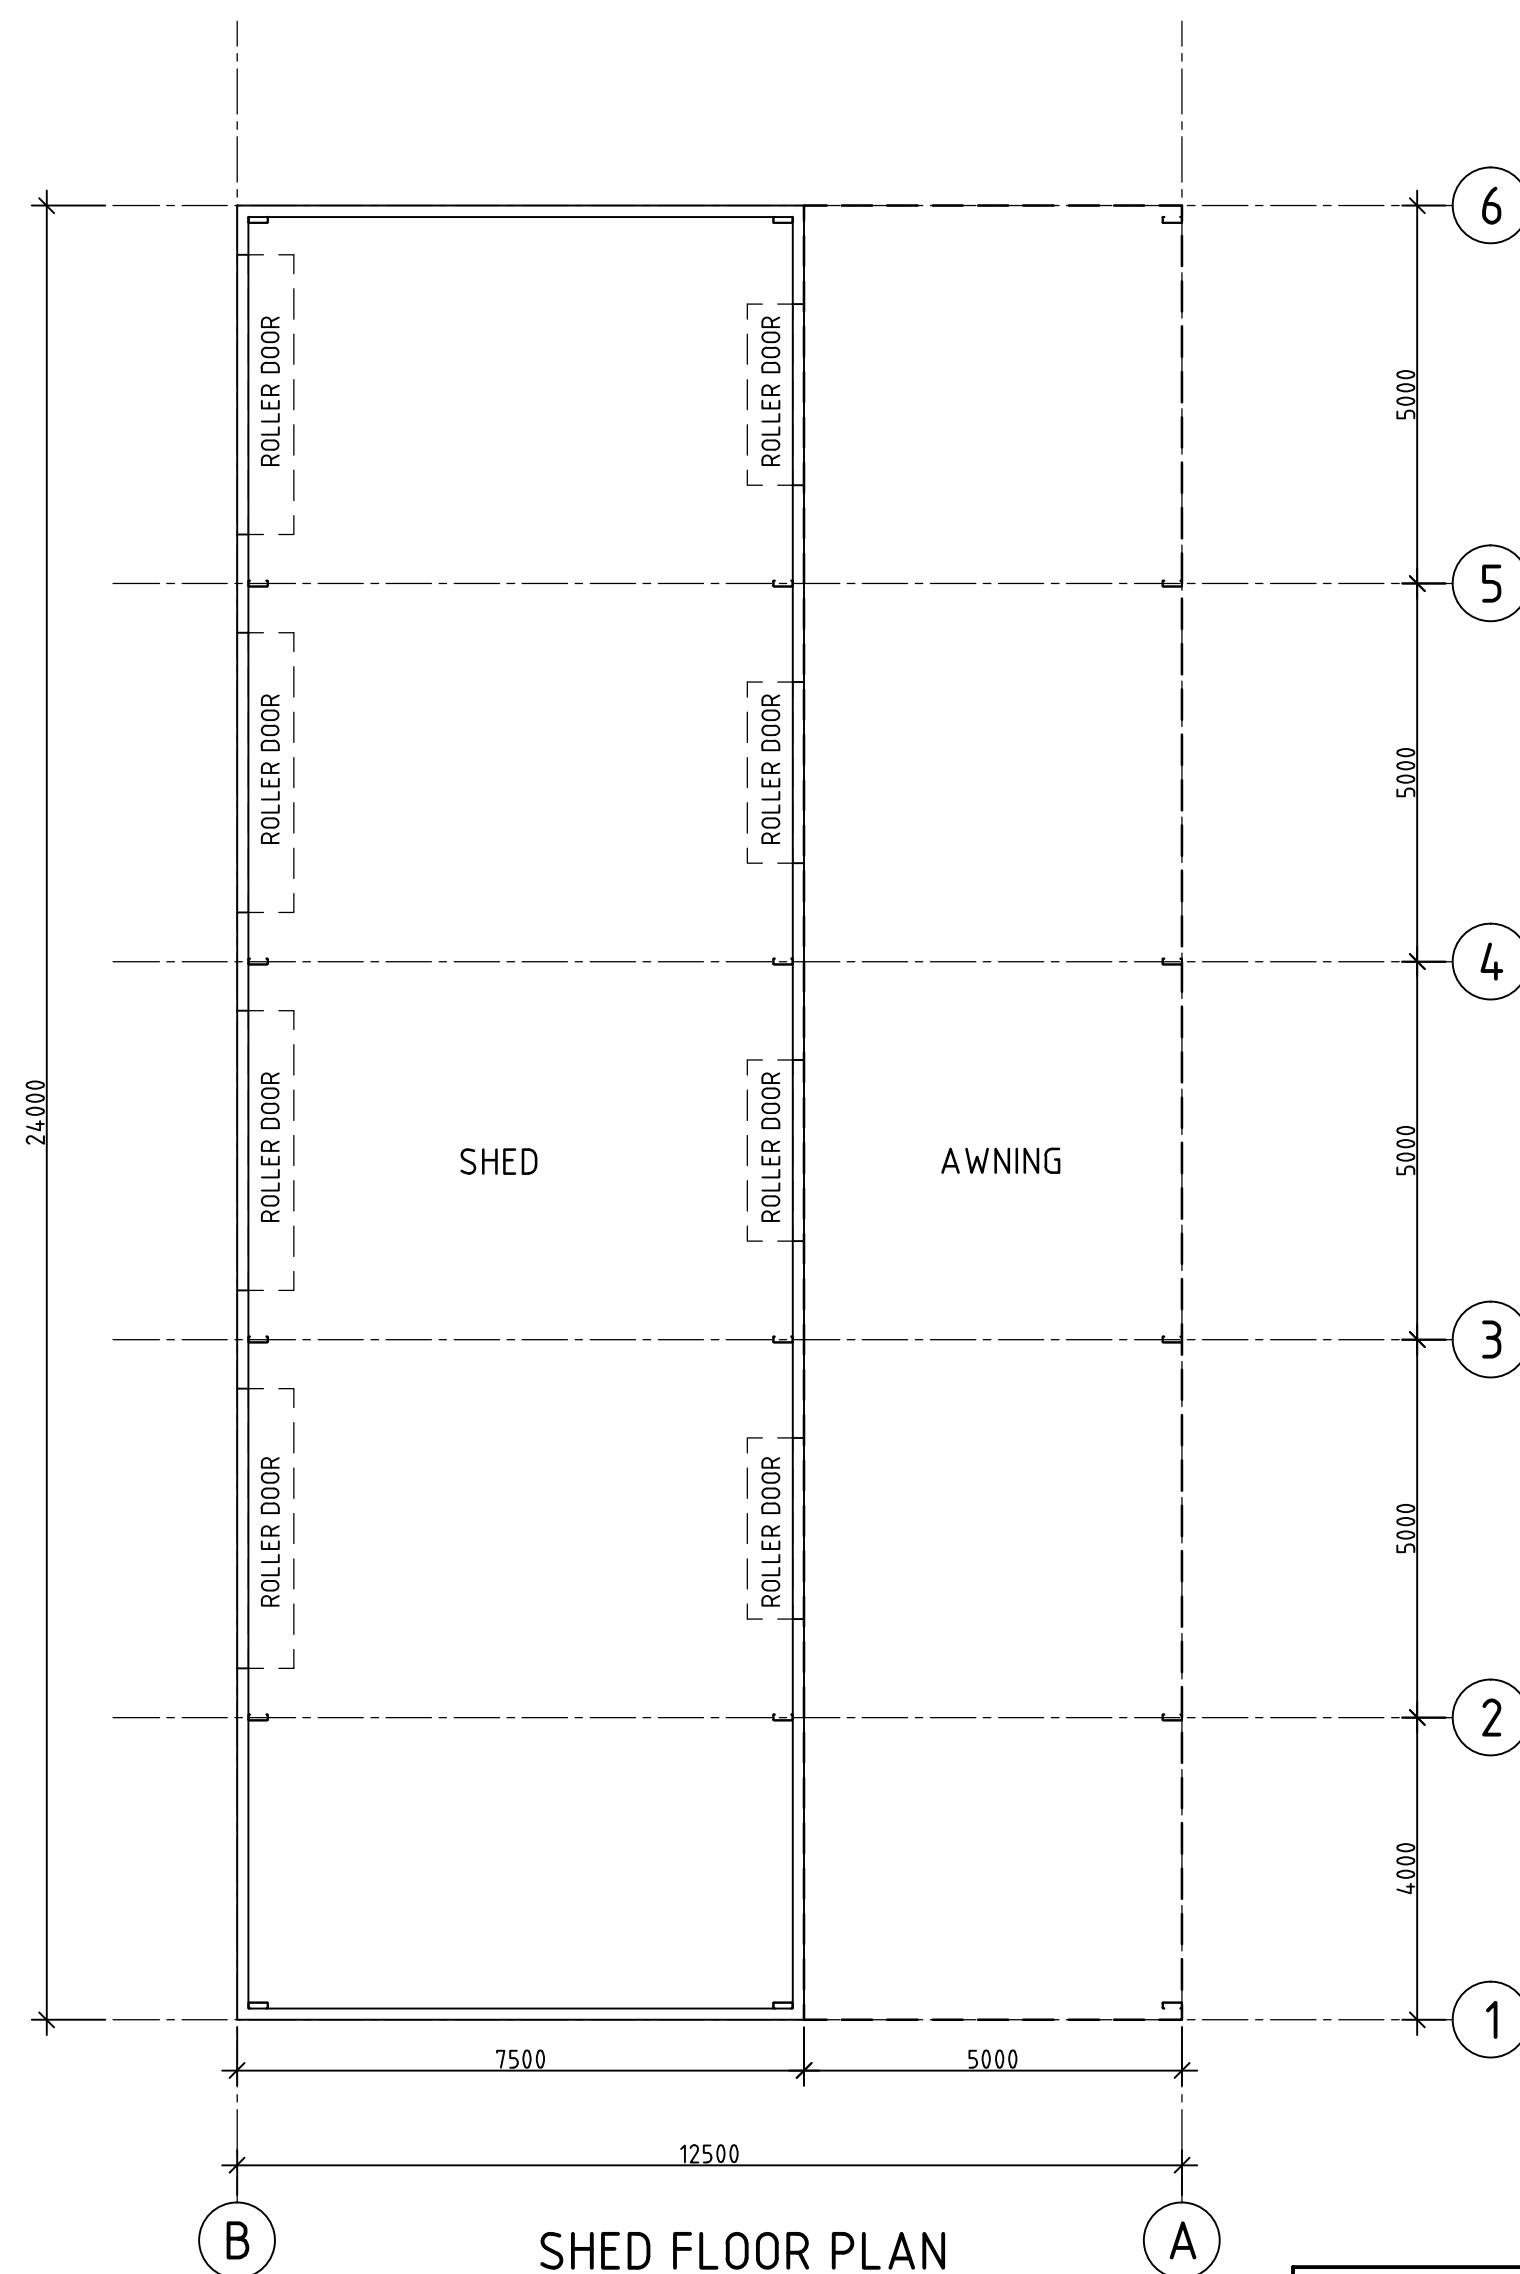 6
ROLLER DOOR
ROLLER DOOR
5000
5
ROLLER DOOR
ROLLER DOOR
5000
4
24000
ROLLER DOOR
SHED
ROLLER DOOR
AWNING
5000
3
ROLLER DOOR
ROLLER DOOR
5000
2
4000
1
7500
5000
12500
B
SHED FLOOR PLAN
A